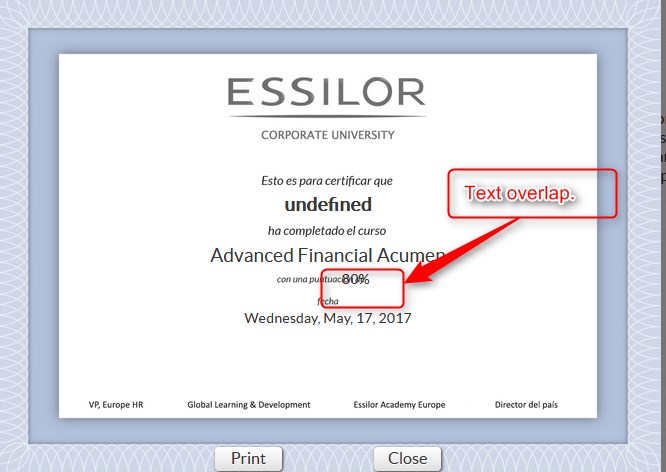 ESSILOR
CORPORATE UNIVERSITY
Esto es para certificar que
undefined
Text overlap.
ha completado el curso
Advanced Financial Acumen
con una puntuación
80%
fecha
Wednesday, May, 17, 2017
VP, Europe HR Global Learning & Development Essilor Academy Europe Director del país
Print Close